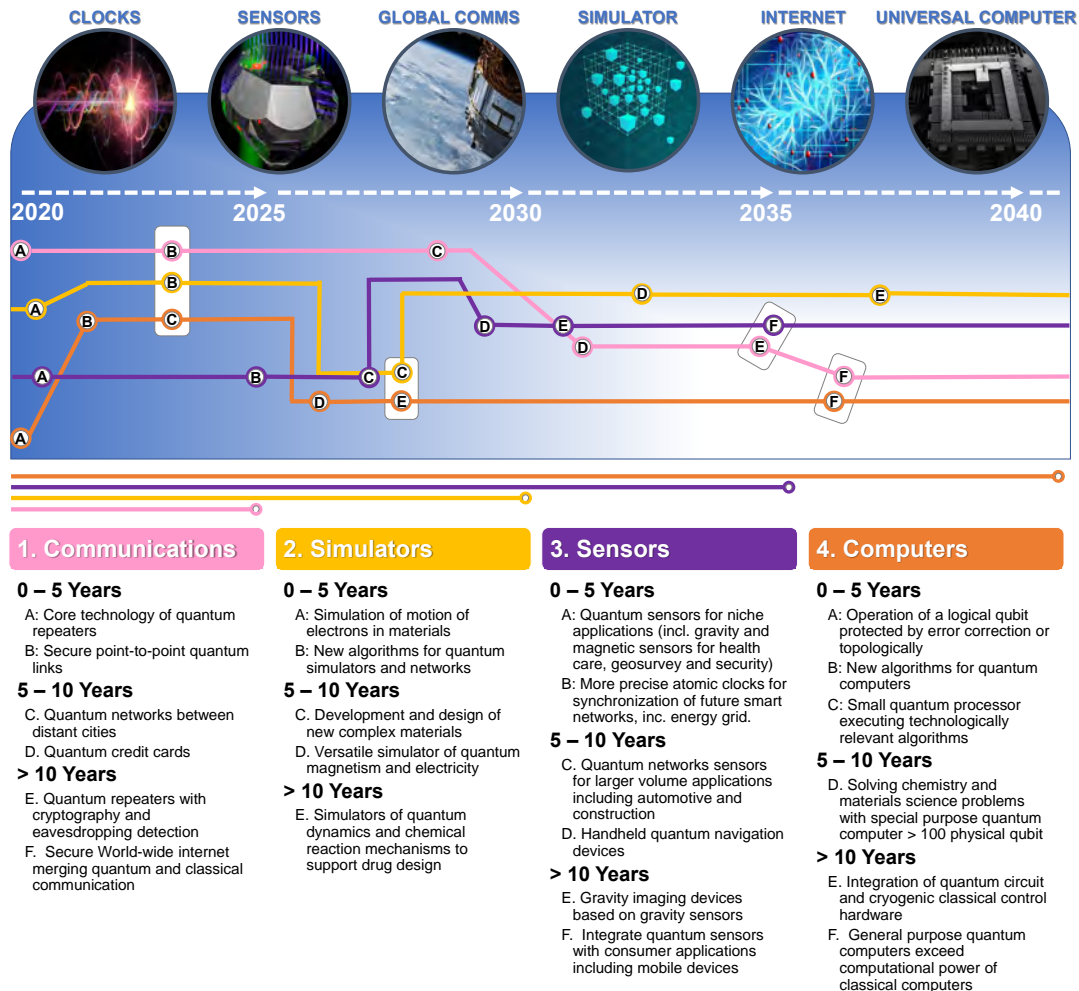 CLOCKS
SENSORS
GLOBAL COMMS
SIMULATOR
INTERNET
UNIVERSAL COMPUTER
2020
2025
2030
2035
2040
A
B
C
B
D
E
A
B
C
D
E
F
D
E
F
A
B
C
C
D
E
F
A
1. Communications
0 – 5 Years
A: Core technology of quantum
repeaters
B: Secure point-to-point quantum
links
5 – 10 Years
C. Quantum networks between
distant cities
D. Quantum credit cards
> 10 Years
E. Quantum repeaters with
cryptography and
eavesdropping detection
F. Secure World-wide internet
merging quantum and classical
communication
2. Simulators
0 – 5 Years
A: Simulation of motion of
electrons in materials
B: New algorithms for quantum
simulators and networks
5 – 10 Years
C. Development and design of
new complex materials
D. Versatile simulator of quantum
magnetism and electricity
> 10 Years
E. Simulators of quantum
dynamics and chemical
reaction mechanisms to
support drug design
3. Sensors
0 – 5 Years
A: Quantum sensors for niche
applications (incl. gravity and
magnetic sensors for health
care, geosurvey and security)
B: More precise atomic clocks for
synchronization of future smart
networks, inc. energy grid.
5 – 10 Years
C. Quantum networks sensors
for larger volume applications
including automotive and
construction
D. Handheld quantum navigation
devices
> 10 Years
E. Gravity imaging devices
based on gravity sensors
F. Integrate quantum sensors
with consumer applications
including mobile devices
4. Computers
0 – 5 Years
A: Operation of a logical qubit
protected by error correction or
topologically
B: New algorithms for quantum
computers
C: Small quantum processor
executing technologically
relevant algorithms
5 – 10 Years
D. Solving chemistry and
materials science problems
with special purpose quantum
computer > 100 physical qubit
> 10 Years
E. Integration of quantum circuit
and cryogenic classical control
hardware
F. General purpose quantum
computers exceed
computational power of
classical computers